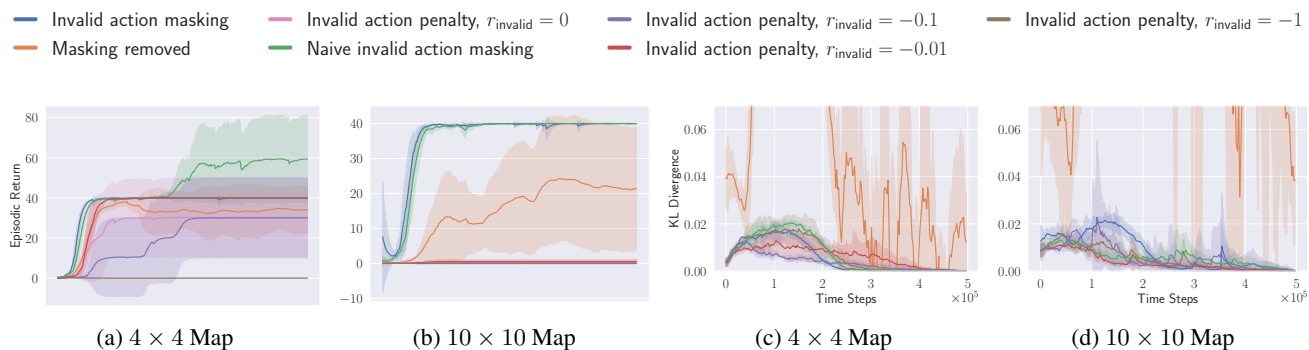 Invalid action masking
Invalid action penalty, r_invalid = 0
Invalid action penalty, r_invalid = −0.1
Invalid action penalty, r_invalid = −1
Masking removed
Naive invalid action masking
Invalid action penalty, r_invalid = −0.01
Episodic Return
80
60
40
20
0
40
30
20
10
0
−10
KL Divergence
0.06
0.04
0.02
0.00
0 1 2 3 4 5
Time Steps
×10⁵
0.06
0.04
0.02
0.00
0 1 2 3 4 5
Time Steps
×10⁵
(a) 4 × 4 Map
(b) 10 × 10 Map
(c) 4 × 4 Map
(d) 10 × 10 Map